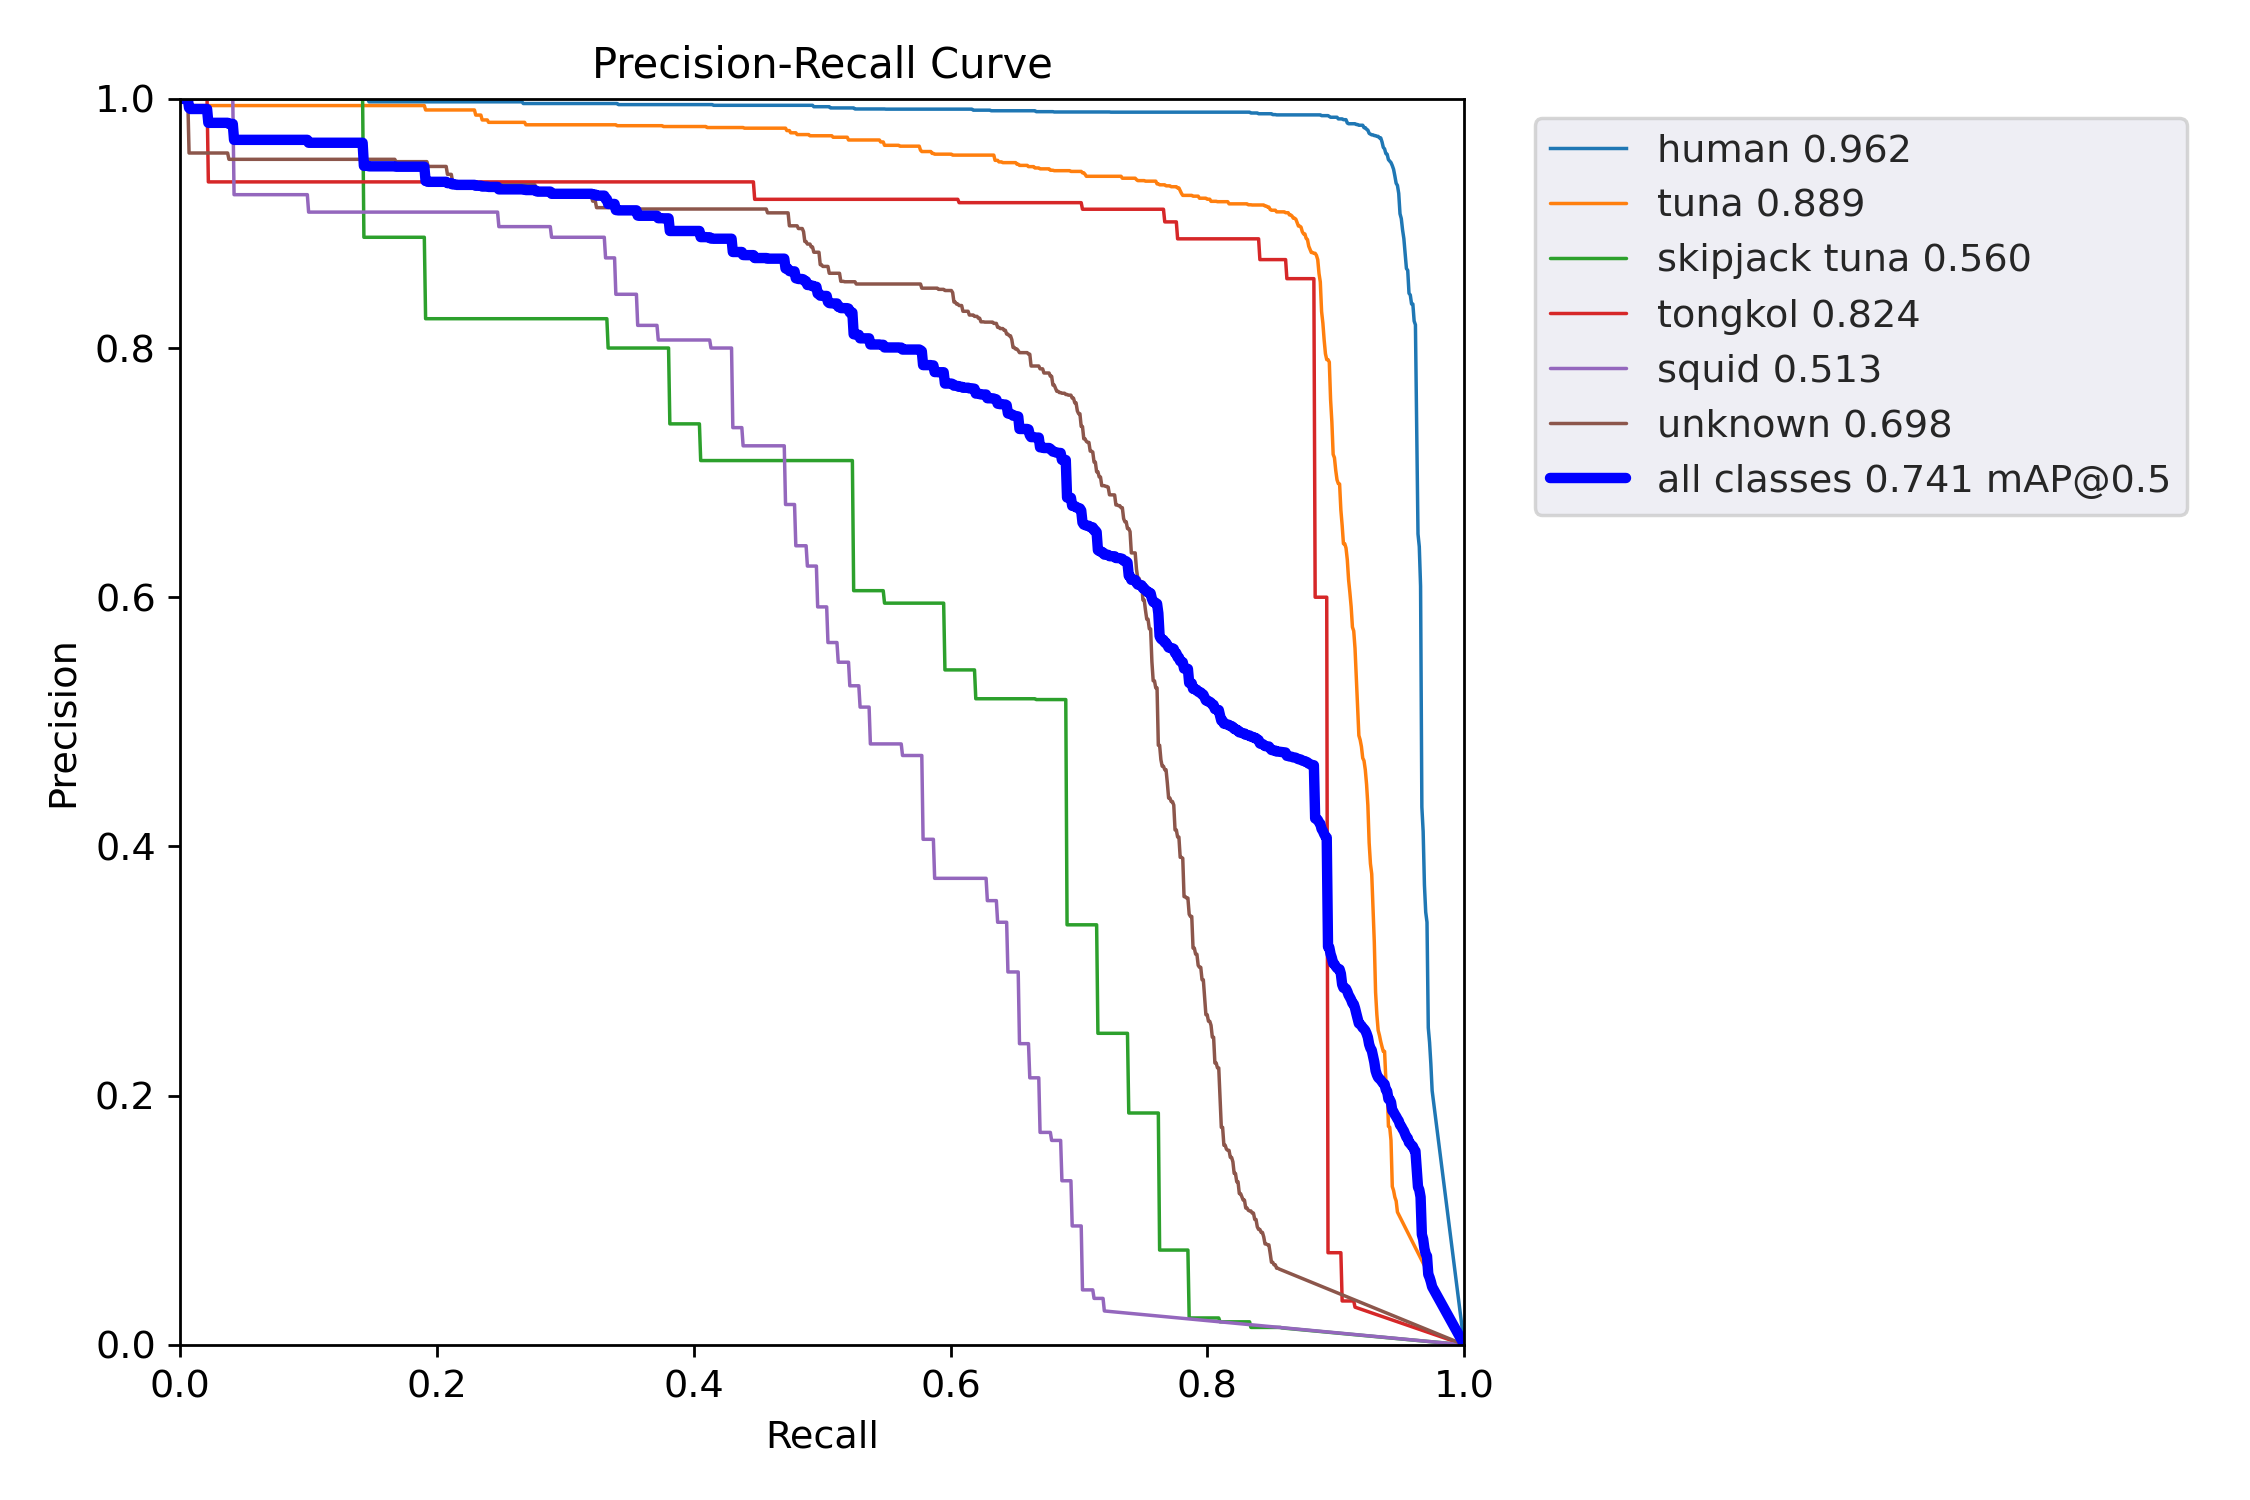 Precision-Recall Curve
1.0
0.8
0.6
0.4
0.2
0.0
Precision
0.0 0.2 0.4 0.6 0.8 1.0
Recall
human 0.962
tuna 0.889
skipjack tuna 0.560
tongkol 0.824
squid 0.513
unknown 0.698
all classes 0.741 mAP@0.5